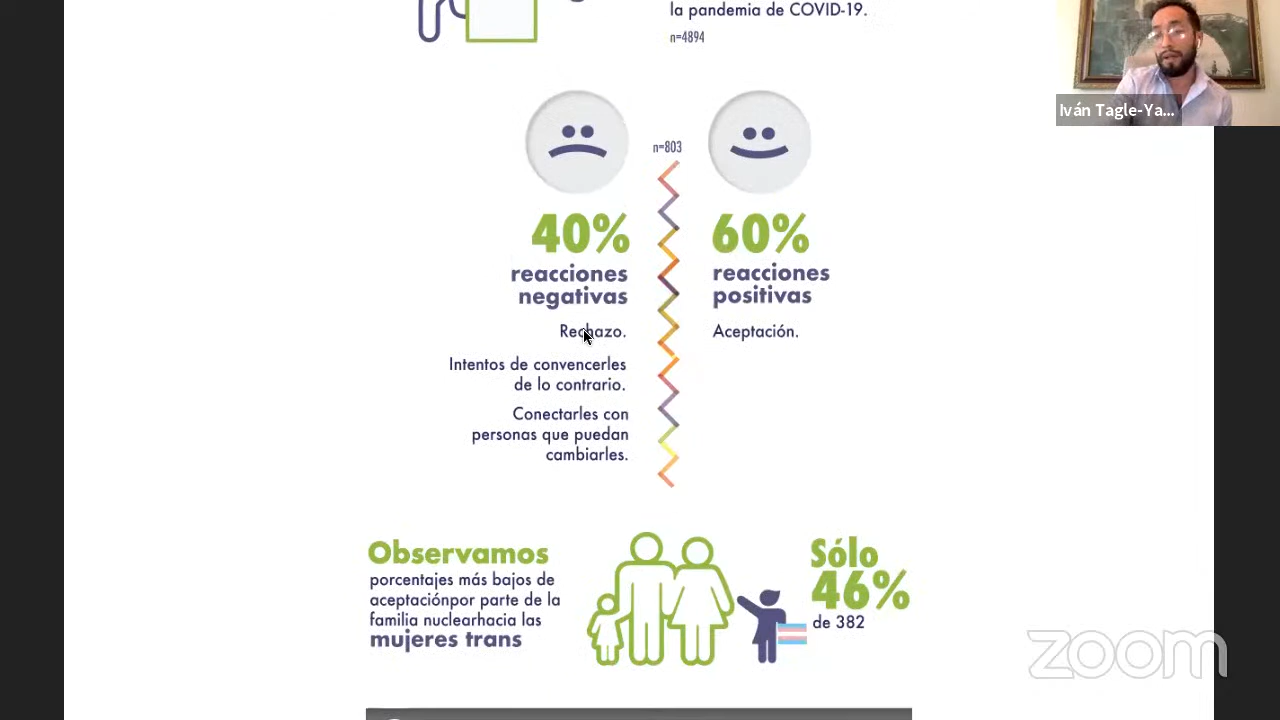 la pandemia de COVID-19.
n=4894
Iván Tagle-Ya...
n=803
40%
reacciones
negativas
Rechazo.
Intentos de convencerles
de lo contrario.
Conectarles con
personas que puedan
cambiarles.
60%
reacciones
positivas
Aceptación.
Observamos
porcentajes más bajos de
aceptaciónpor parte de la
familia nuclearhacia las
mujeres trans
Sólo
46%
de 382
zoom